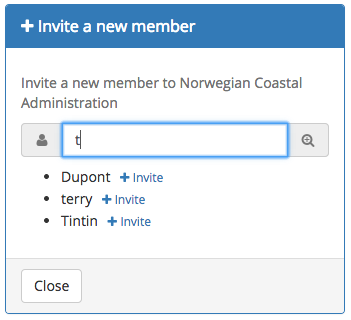 Invite a new member
Invite a new member to Norwegian Coastal
Administration
t
Dupont + Invite
terry + Invite
Tintin + Invite
Close